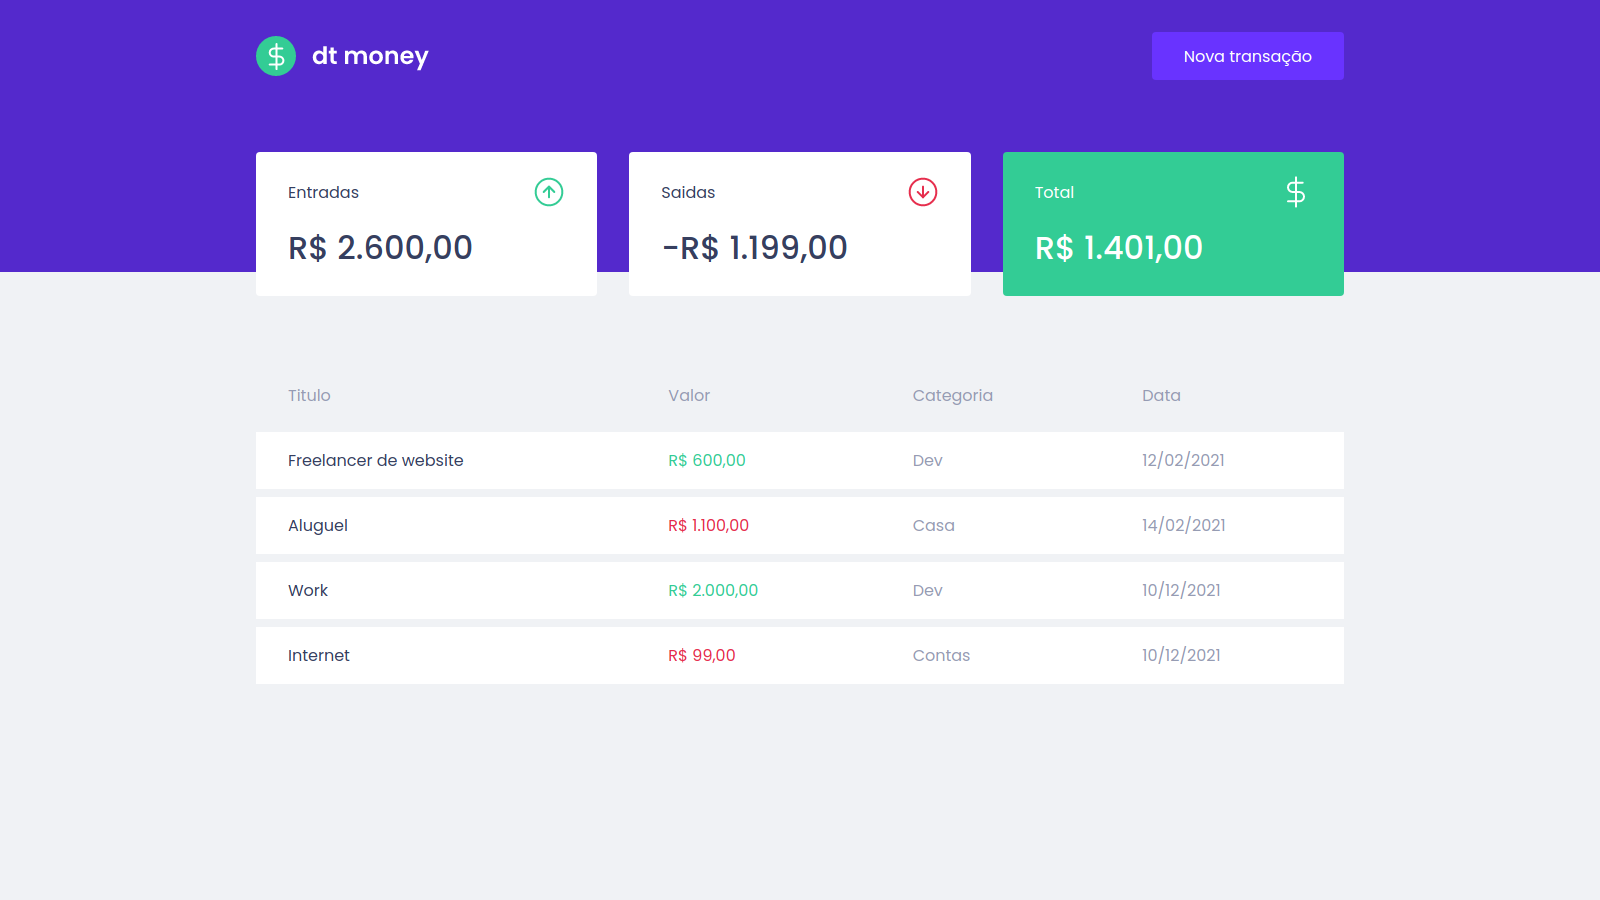 dt money
Nova transação
Entradas
Saidas
Total
R$ 2.600,00
-R$ 1.199,00
R$ 1.401,00
Titulo Valor Categoria Data
Freelancer de website R$ 600,00 Dev 12/02/2021
Aluguel R$ 1.100,00 Casa 14/02/2021
Work R$ 2.000,00 Dev 10/12/2021
Internet R$ 99,00 Contas 10/12/2021